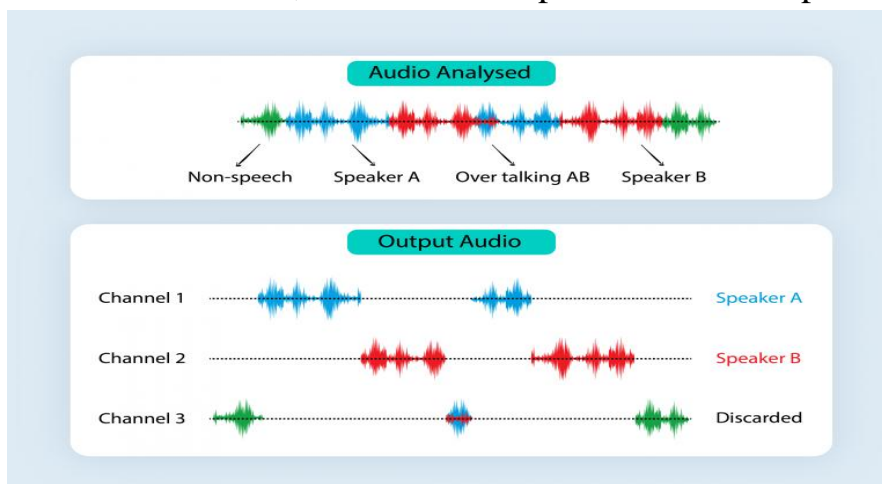 Audio Analysed
Non-speech Speaker A Over talking AB Speaker B
Output Audio
Channel 1 Speaker A
Channel 2 Speaker B
Channel 3 Discarded